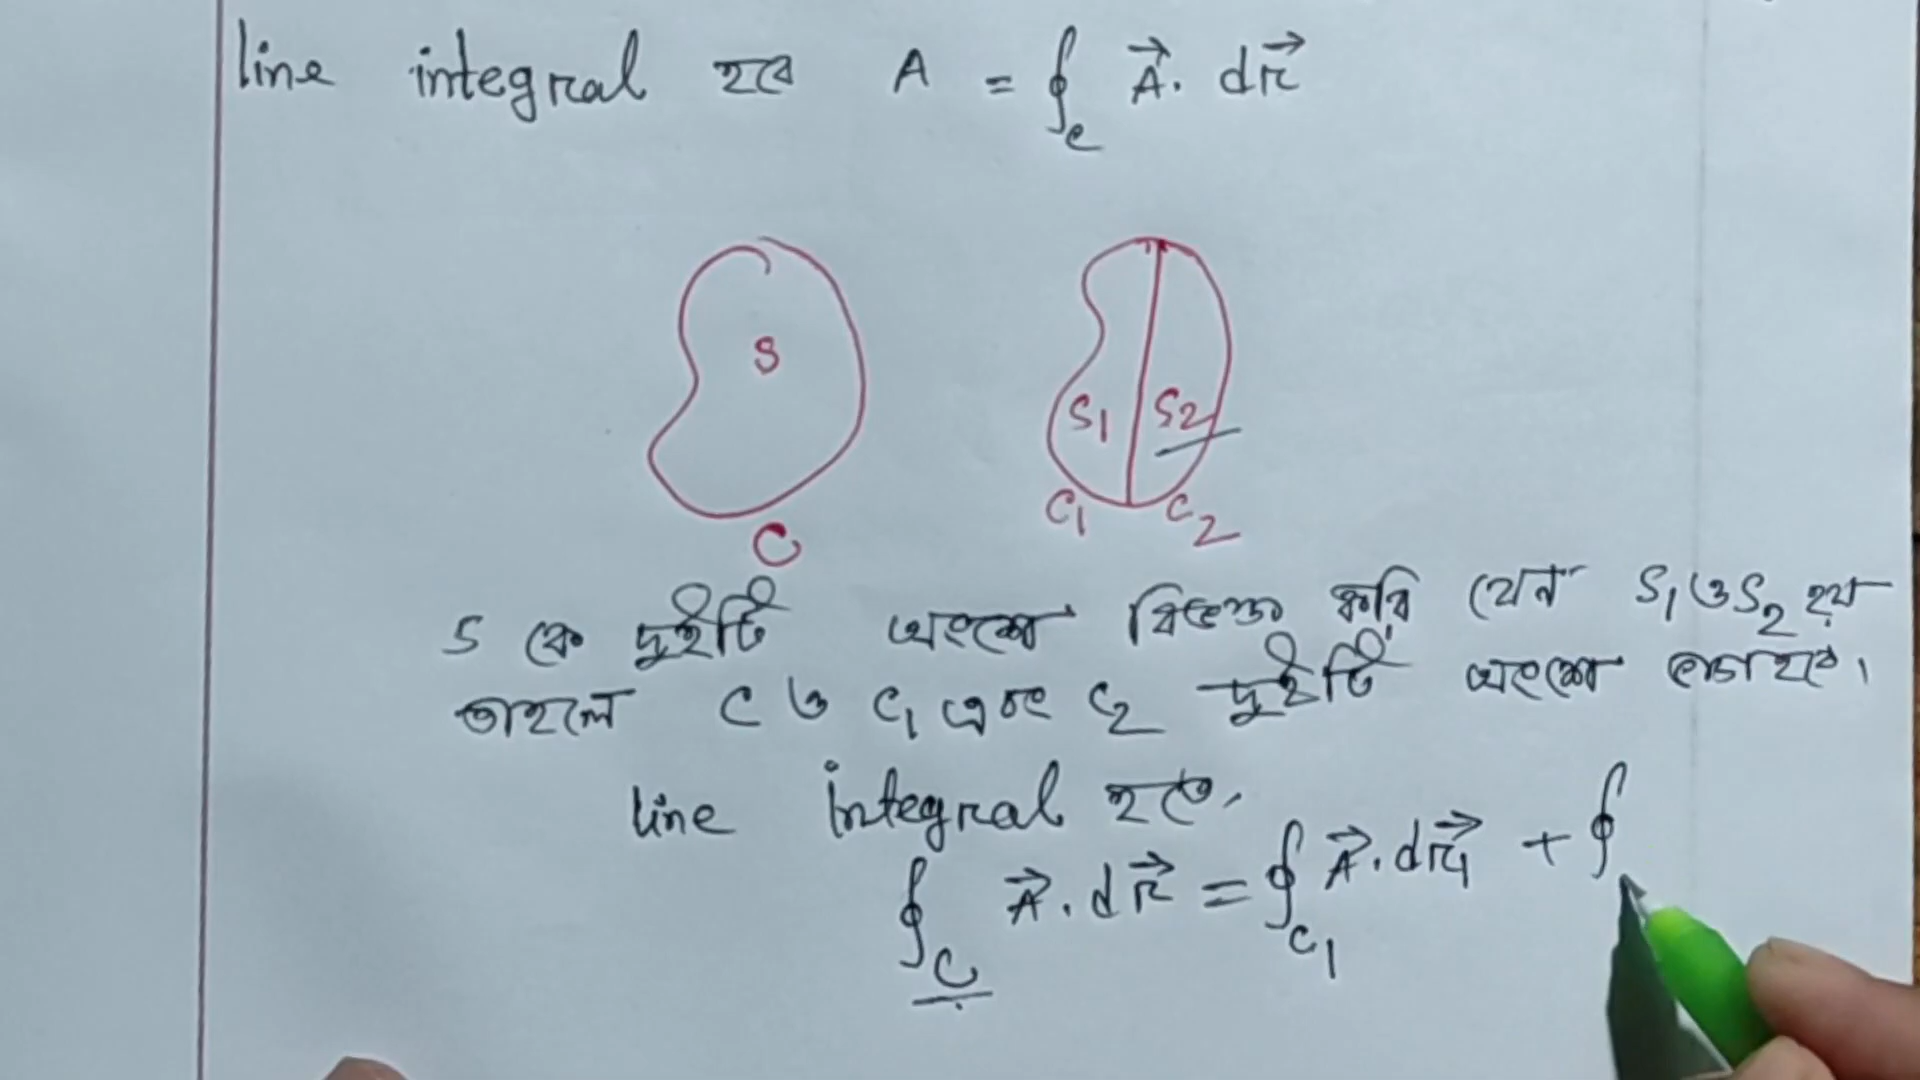 line integral হবে A = ∮c A⃗. dr⃗
S
S1 S2
C1 C2
C
S কে দুইটি অংশে বিভক্ত করি যেন S1 ও S2 হয়
তাহলে C ও C1 এবং C2 দুইটি অংশে হবে।
line integral হতে,
∮C A⃗. dr⃗ = ∮C1 A⃗. dr⃗1 + ∮